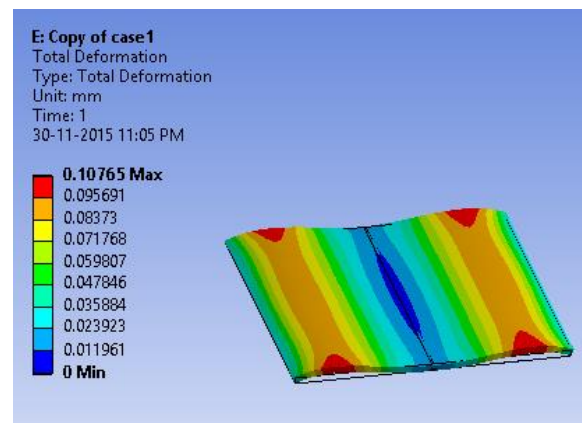 E: Copy of case1
Total Deformation
Type: Total Deformation
Unit: mm
Time: 1
30-11-2015 11:05 PM
0.10765 Max
0.095691
0.08373
0.071768
0.059807
0.047846
0.035884
0.023923
0.011961
0 Min